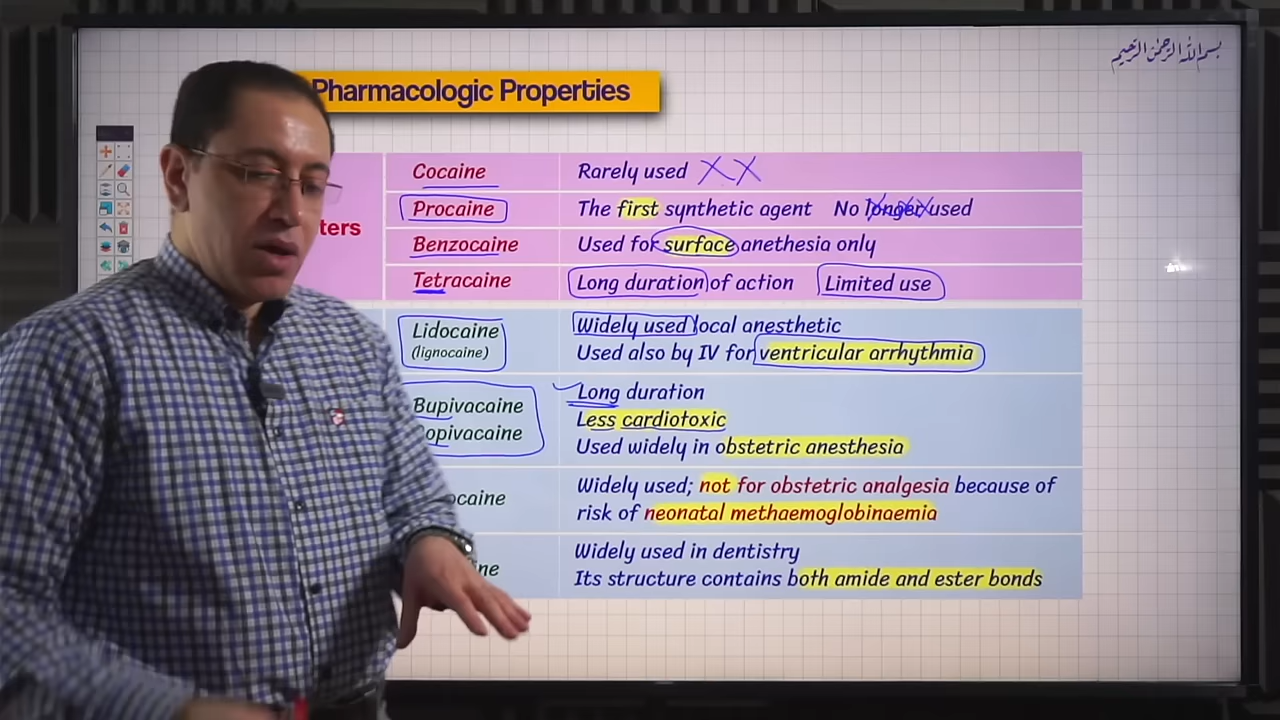 بسم الله الرحمن الرحيم
Pharmacologic Properties
ters
Cocaine
Rarely used
Procaine
The first synthetic agent No longer used
Benzocaine
Used for surface anethesia only
Tetracaine
Long duration of action Limited use
Lidocaine
(lignocaine)
Widely used local anesthetic
Used also by IV for ventricular arrhythmia
Bupivacaine
opivacaine
Long duration
Less cardiotoxic
Used widely in obstetric anesthesia
ocaine
Widely used; not for obstetric analgesia because of
risk of neonatal methaemoglobinaemia
ne
Widely used in dentistry
Its structure contains both amide and ester bonds